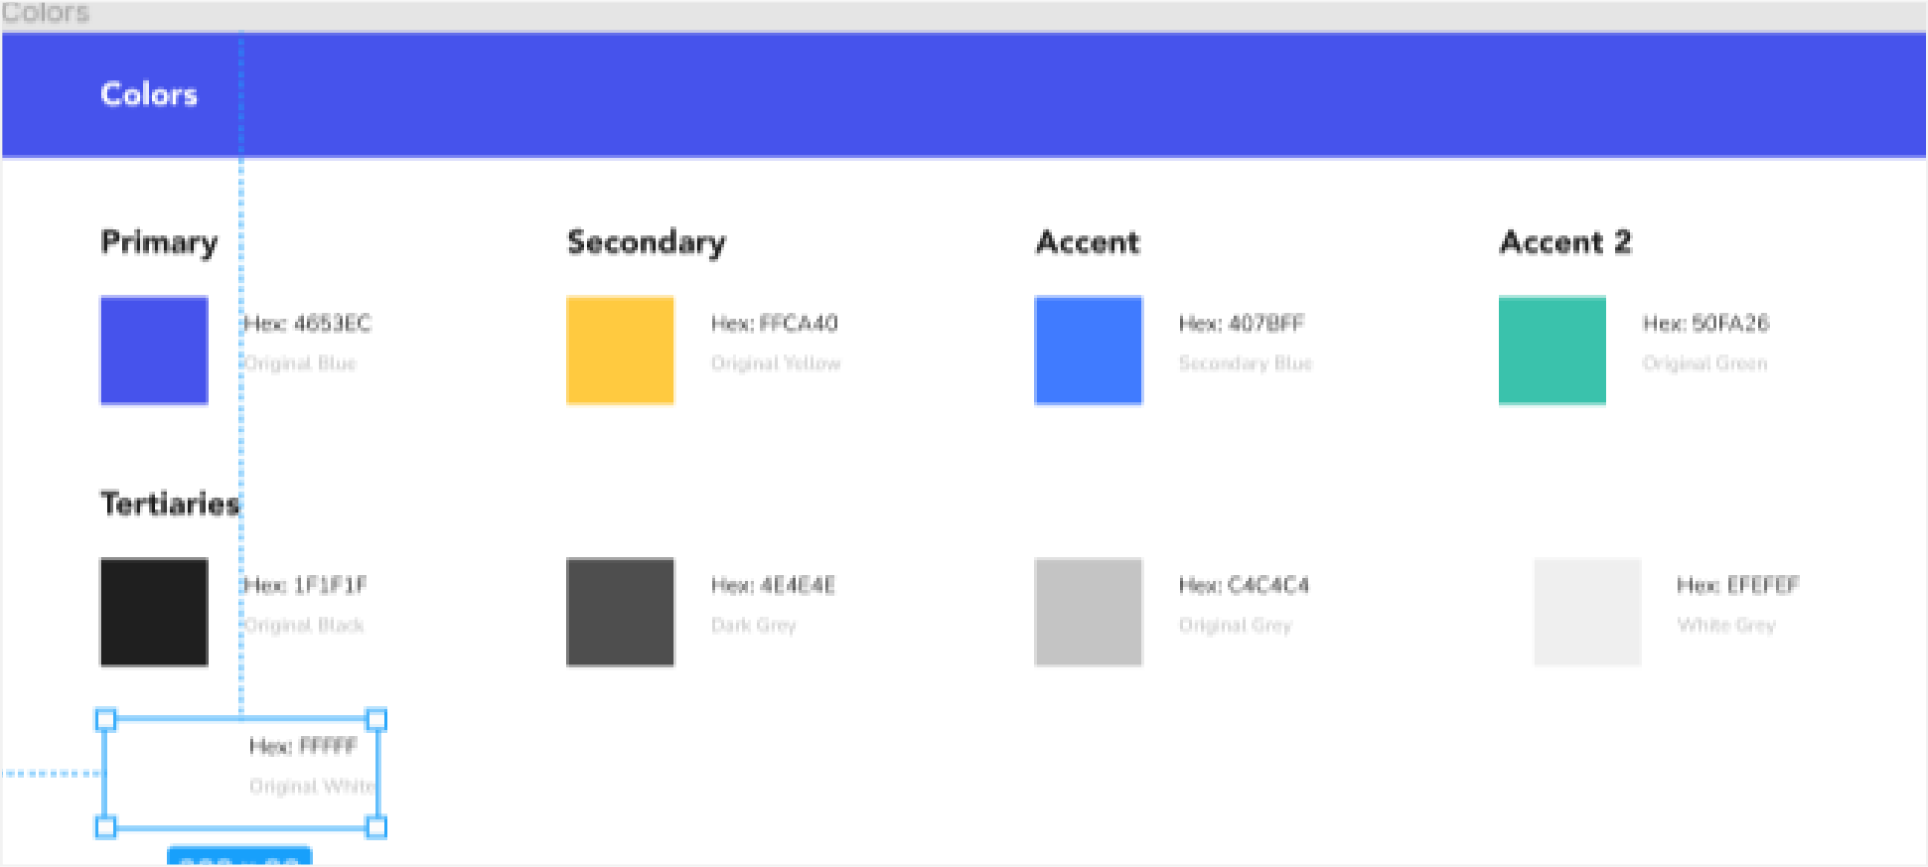 Colors
Colors
Primary
Secondary
Accent
Accent 2
Hex: 4653EC
Original Blue
Hex: FFCA40
Original Yellow
Hex: 407BFF
Secondary Blue
Hex: 50FA26
Original Green
Tertiaries
Hex: 1F1F1F
Original Black
Hex: 4E4E4E
Dark Grey
Hex: C4C4C4
Original Grey
Hex: EFEFEF
White Grey
Hex: FFFFF
Original White